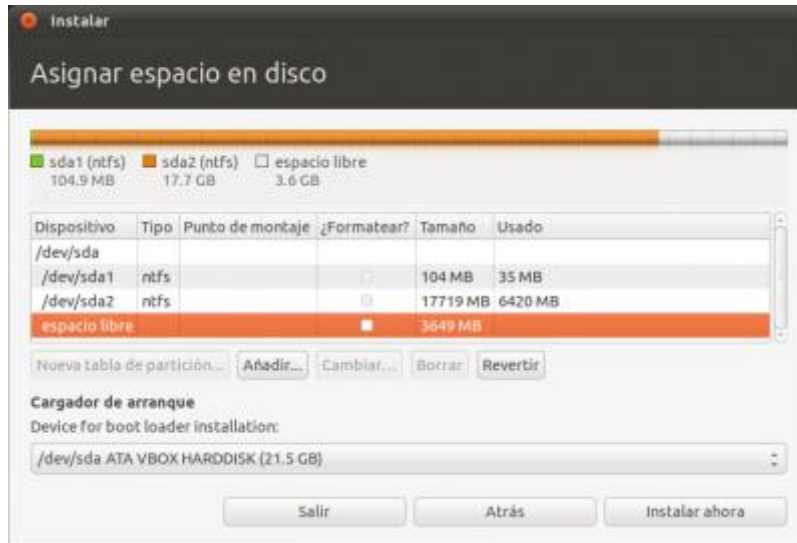 Instalar
Asignar espacio en disco
sda1 (ntfs) sda2 (ntfs) espacio libre
104.9 MB 17.7 GB 3.6 GB
Dispositivo Tipo Punto de montaje ¿Formatear? Tamaño Usado
/dev/sda
/dev/sda1 ntfs 104 MB 35 MB
/dev/sda2 ntfs 17719 MB 6420 MB
espacio libre 3649 MB
Nueva tabla de partición... Añadir... Cambiar... Borrar Revertir
Cargador de arranque
Device for boot loader installation:
/dev/sda ATA VBOX HARDDISK (21.5 GB)
Salir Atrás Instalar ahora